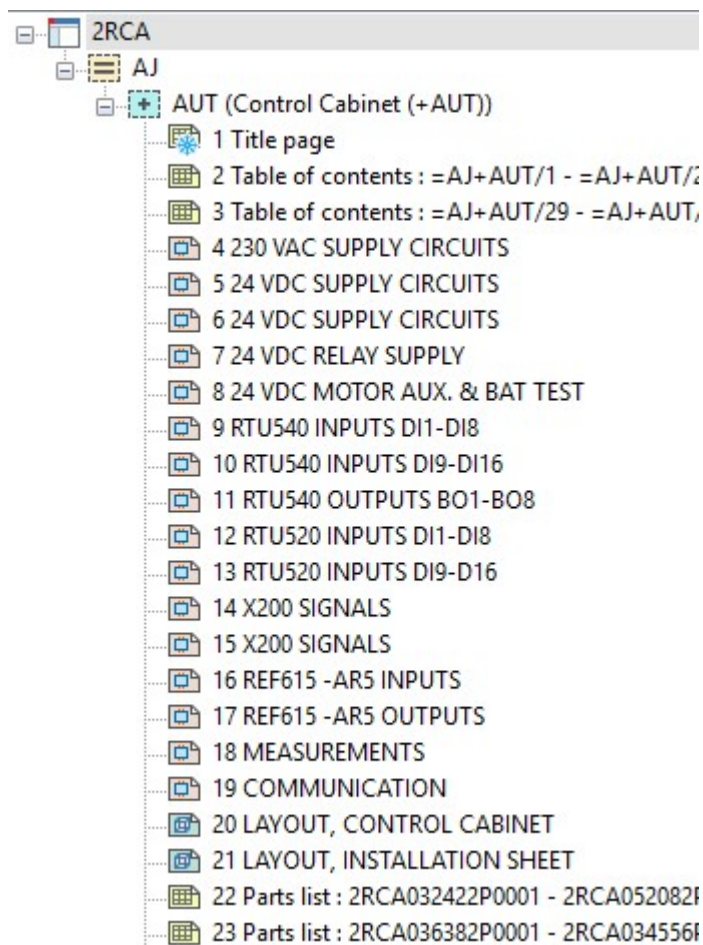 2RCA
AJ
AUT (Control Cabinet (+AUT))
1 Title page
2 Table of contents : =AJ+AUT/1 - =AJ+AUT/2
3 Table of contents : =AJ+AUT/29 - =AJ+AUT/
4 230 VAC SUPPLY CIRCUITS
5 24 VDC SUPPLY CIRCUITS
6 24 VDC SUPPLY CIRCUITS
7 24 VDC RELAY SUPPLY
8 24 VDC MOTOR AUX. & BAT TEST
9 RTU540 INPUTS DI1-DI8
10 RTU540 INPUTS DI9-DI16
11 RTU540 OUTPUTS BO1-BO8
12 RTU520 INPUTS DI1-DI8
13 RTU520 INPUTS DI9-D16
14 X200 SIGNALS
15 X200 SIGNALS
16 REF615 -AR5 INPUTS
17 REF615 -AR5 OUTPUTS
18 MEASUREMENTS
19 COMMUNICATION
20 LAYOUT, CONTROL CABINET
21 LAYOUT, INSTALLATION SHEET
22 Parts list : 2RCA032422P0001 - 2RCA052082P
23 Parts list : 2RCA036382P0001 - 2RCA034556P